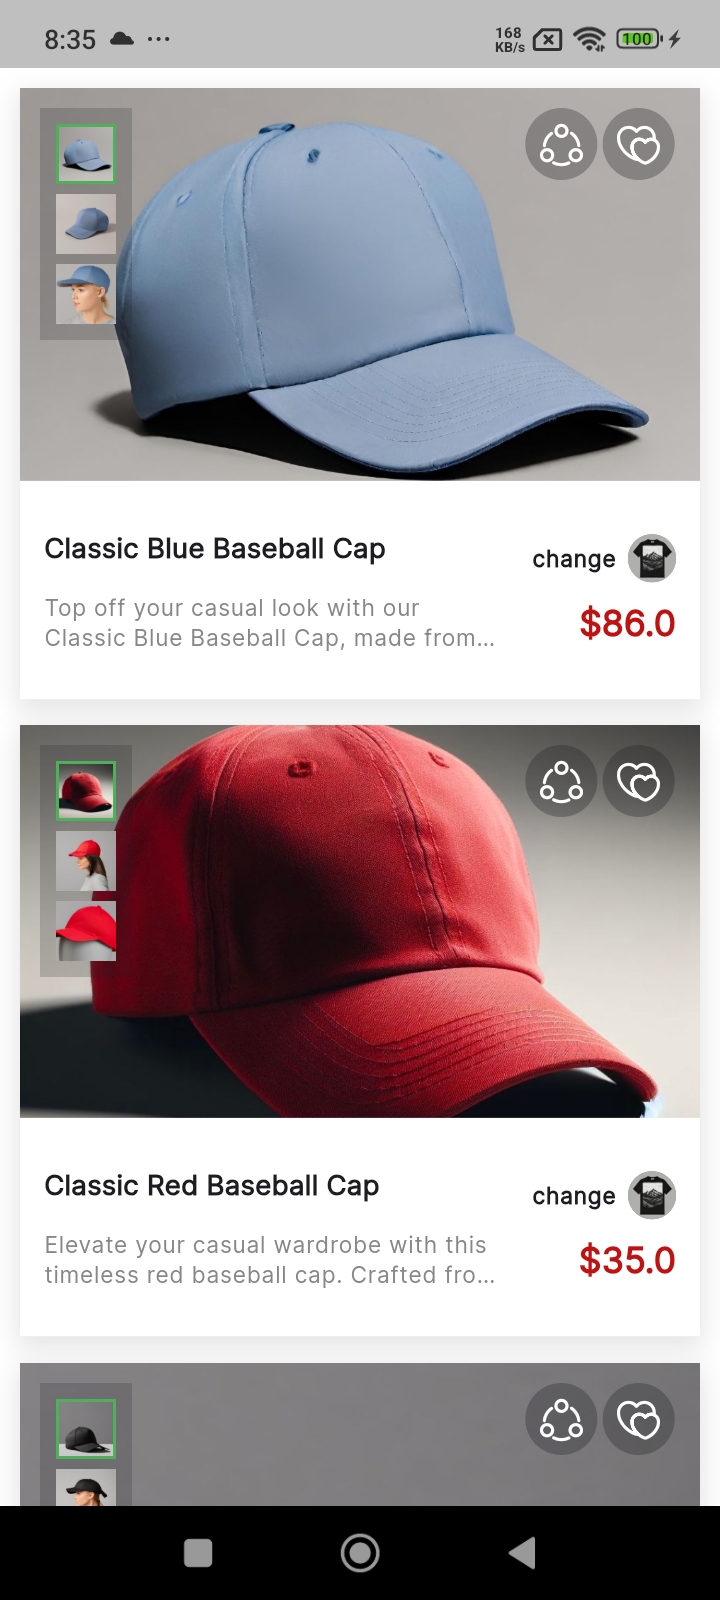 8:35
168
KB/s
100
Classic Blue Baseball Cap
change
Top off your casual look with our
Classic Blue Baseball Cap, made from...
$86.0
Classic Red Baseball Cap
change
Elevate your casual wardrobe with this
timeless red baseball cap. Crafted fro...
$35.0